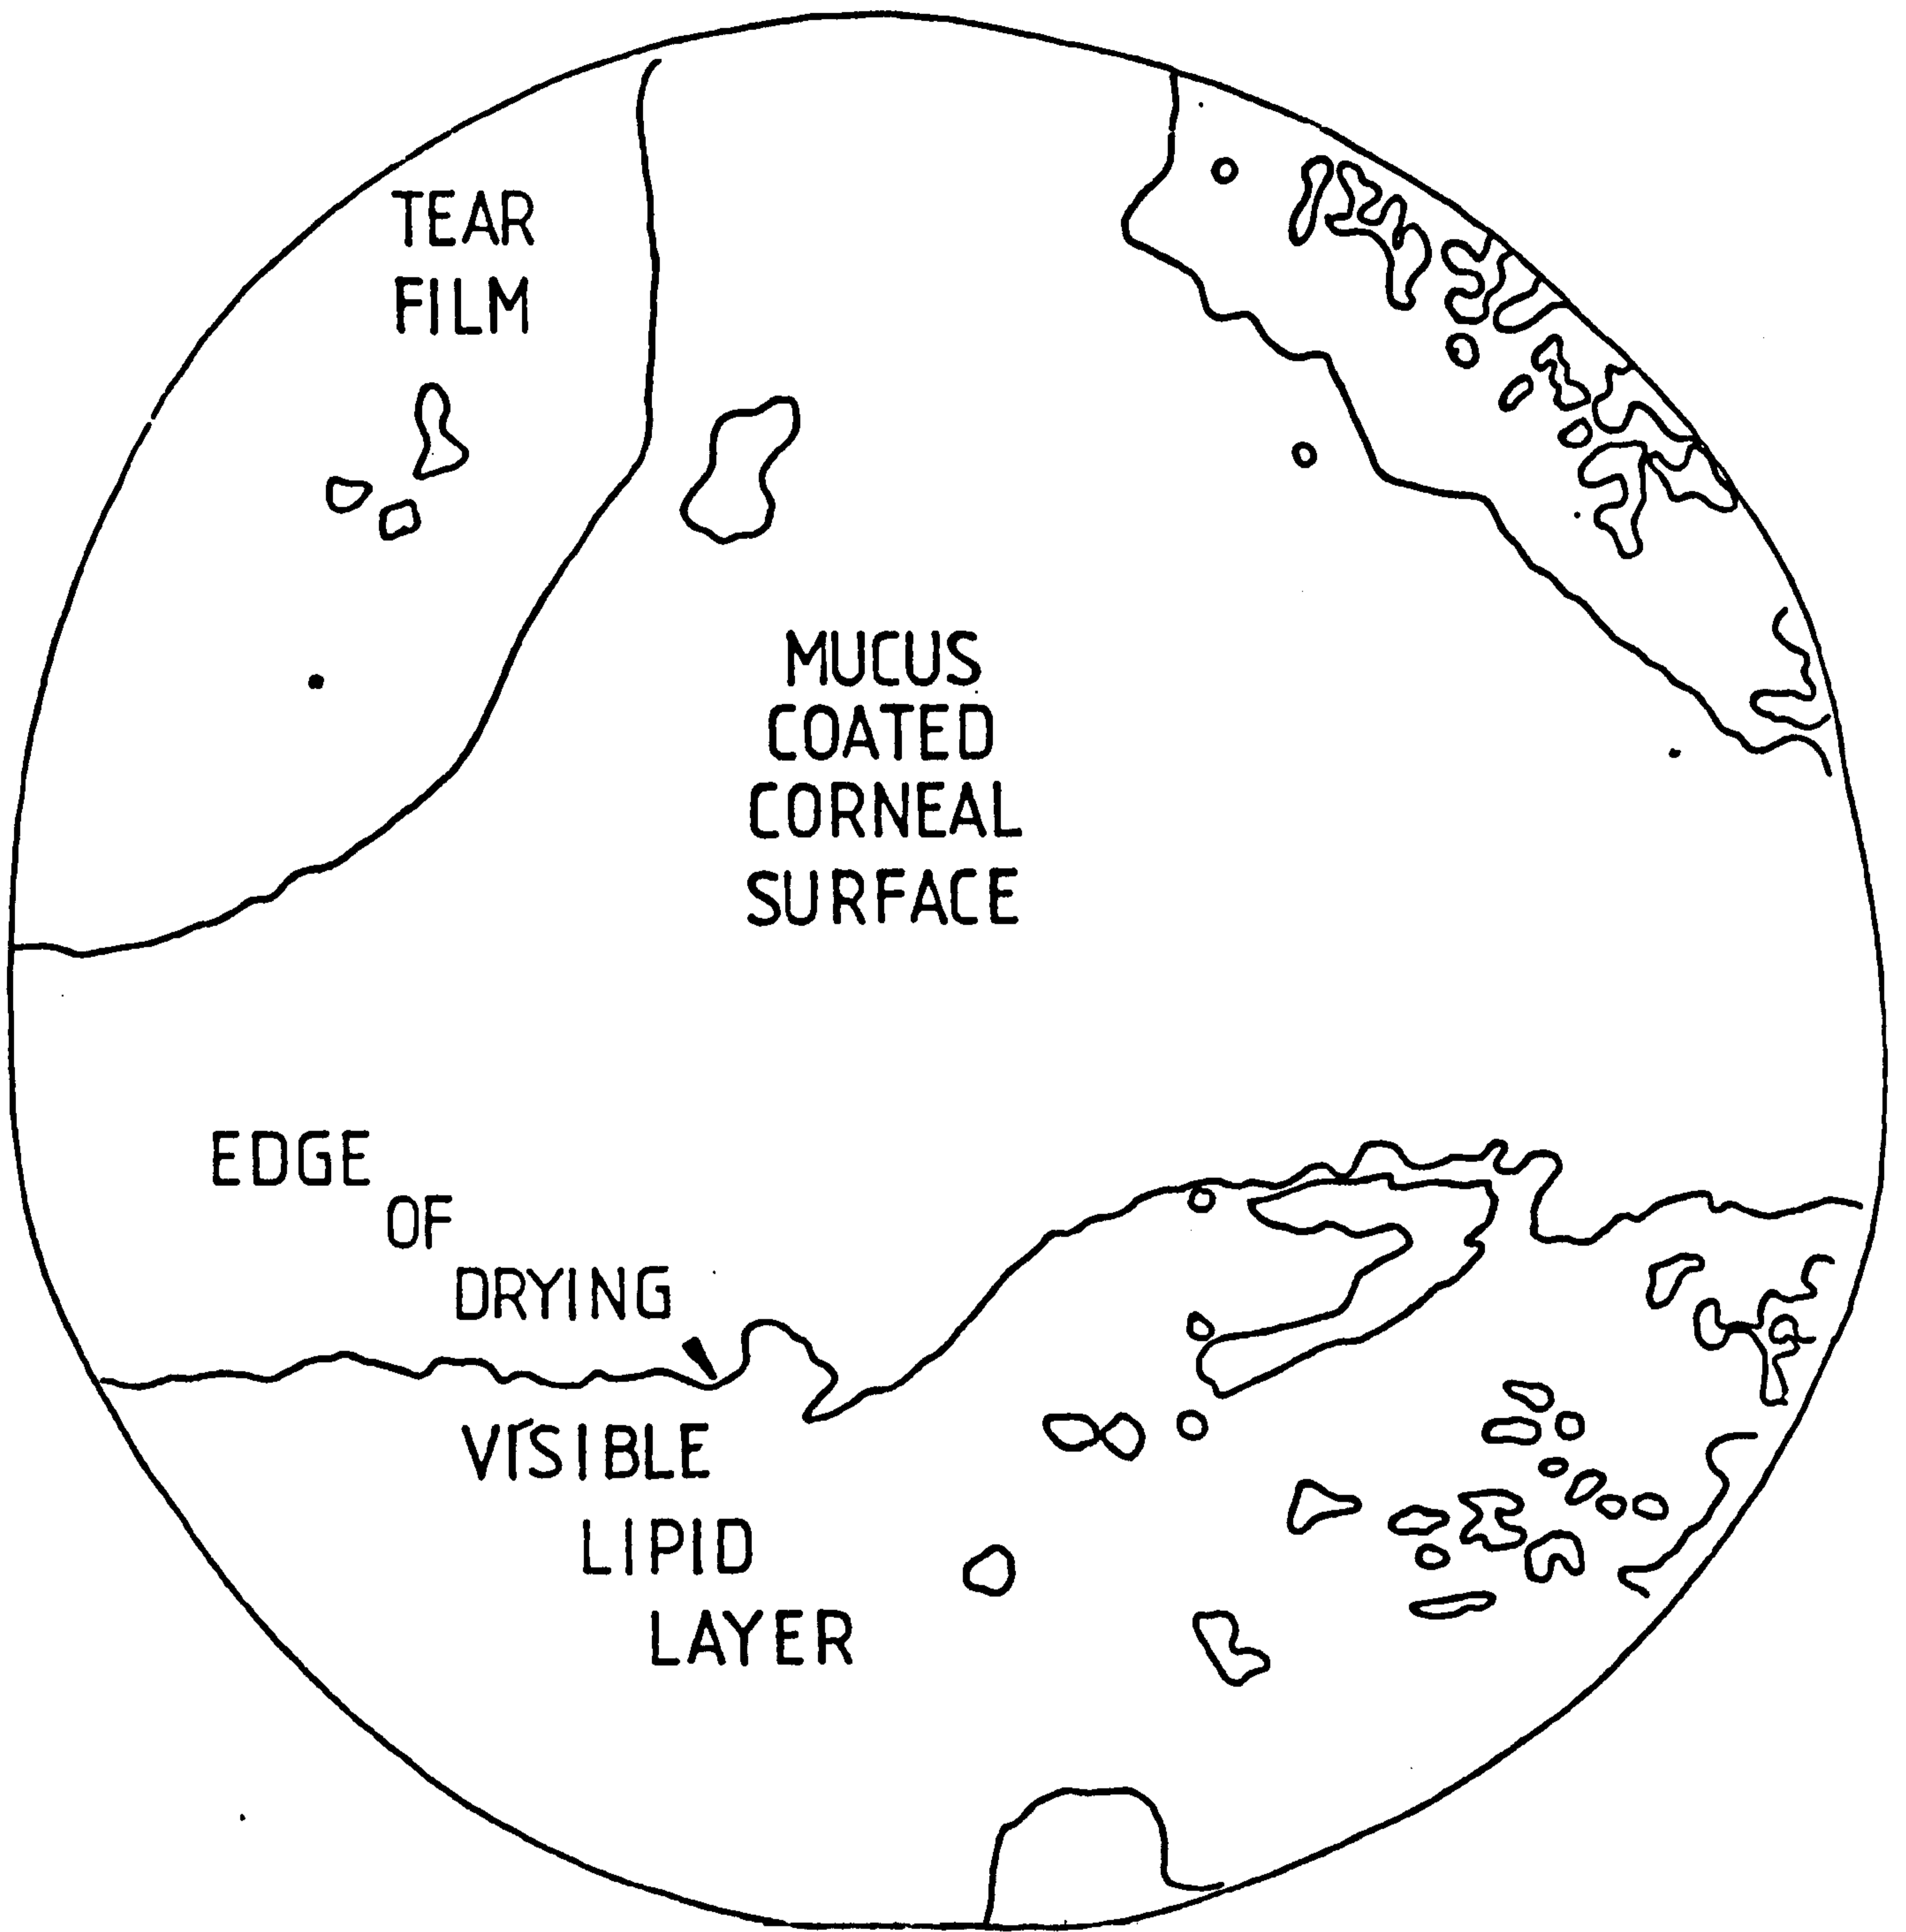 TEAR
FILM
MUCUS
COATED
CORNEAL
SURFACE
EDGE
OF
DRYING
VISIBLE
LIPID
LAYER